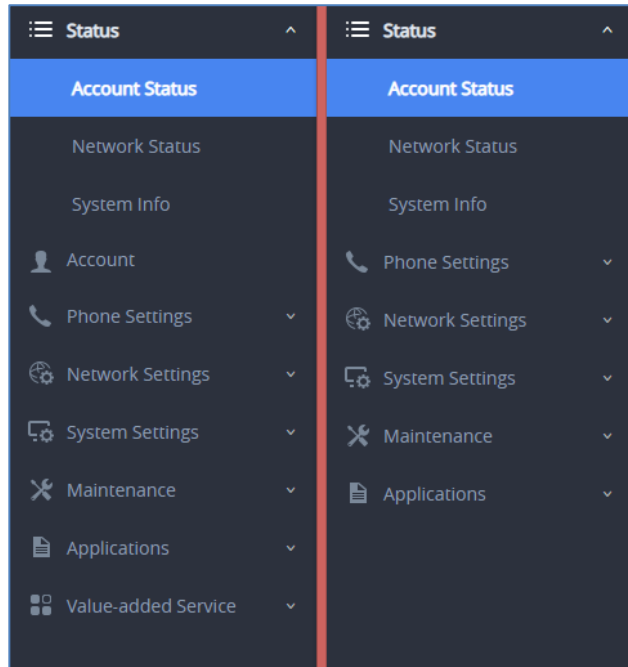 Status
Account Status
Network Status
System Info
Account
Phone Settings
Network Settings
System Settings
Maintenance
Applications
Value-added Service
Status
Account Status
Network Status
System Info
Phone Settings
Network Settings
System Settings
Maintenance
Applications